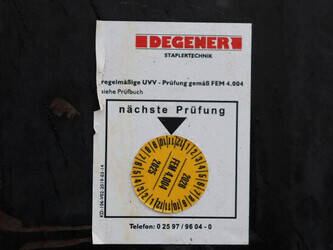 DEGENER
STAPLERTECHNIK
regelmäßige UVV - Prüfung gemäß FEM 4.004
siehe Prüfbuch
nächste Prüfung
2025
FEM 4.004
2026
Telefon: 0 25 97 / 96 04 - 0